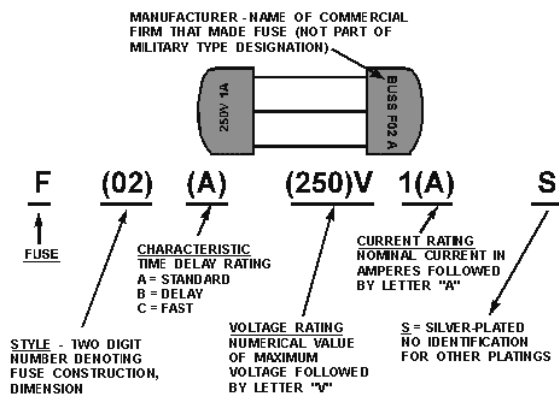 MANUFACTURER - NAME OF COMMERCIAL
FIRM THAT MADE FUSE (NOT PART OF
MILITARY TYPE DESIGNATION)
250V 1A
BUSS F02 A
F (02) (A) (250)V 1(A) S
FUSE
CHARACTERISTIC
TIME DELAY RATING
A = STANDARD
B = DELAY
C = FAST
CURRENT RATING
NOMINAL CURRENT IN
AMPERES FOLLOWED
BY LETTER "A"
STYLE - TWO DIGIT
NUMBER DENOTING
FUSE CONSTRUCTION,
DIMENSION
VOLTAGE RATING
NUMERICAL VALUE
OF MAXIMUM
VOLTAGE FOLLOWED
BY LETTER "V"
S = SILVER-PLATED
NO IDENTIFICATION
FOR OTHER PLATINGS